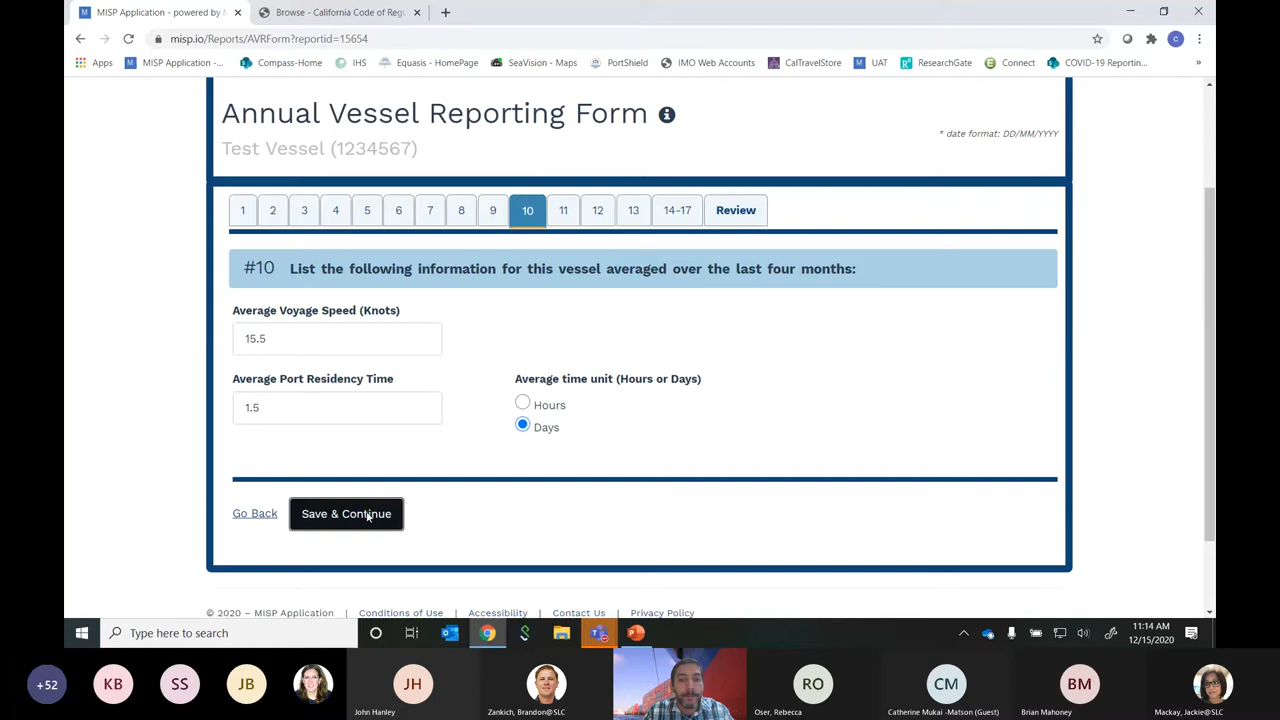 MISP Application - powered by M
Browse - California Code of Regu
misp.io/Reports/AVRForm?reportid=15654
C
Apps
MISP Application -...
Compass-Home
IHS
Equasis - HomePage
SeaVision - Maps
PortShield
IMO Web Accounts
CalTravelStore
UAT
ResearchGate
Connect
COVID-19 Reportin...
»
Annual Vessel Reporting Form
* date format: DD/MM/YYYY
Test Vessel (1234567)
1 2 3 4 5 6 7 8 9 10 11 12 13 14-17 Review
#10 List the following information for this vessel averaged over the last four months:
Average Voyage Speed (Knots)
15.5
Average Port Residency Time
Average time unit (Hours or Days)
1.5
Hours
Days
Go Back
Save & Continue
© 2020 – MISP Application | Conditions of Use | Accessibility | Contact Us | Privacy Policy
Type here to search
11:14 AM
12/15/2020
+52
KB
SS
JB
JH
John Hanley
Zankich, Brandon@SLC
RO
Oser, Rebecca
CM
Catherine Mukai -Matson (Guest)
BM
Brian Mahoney
Mackay, Jackie@SLC